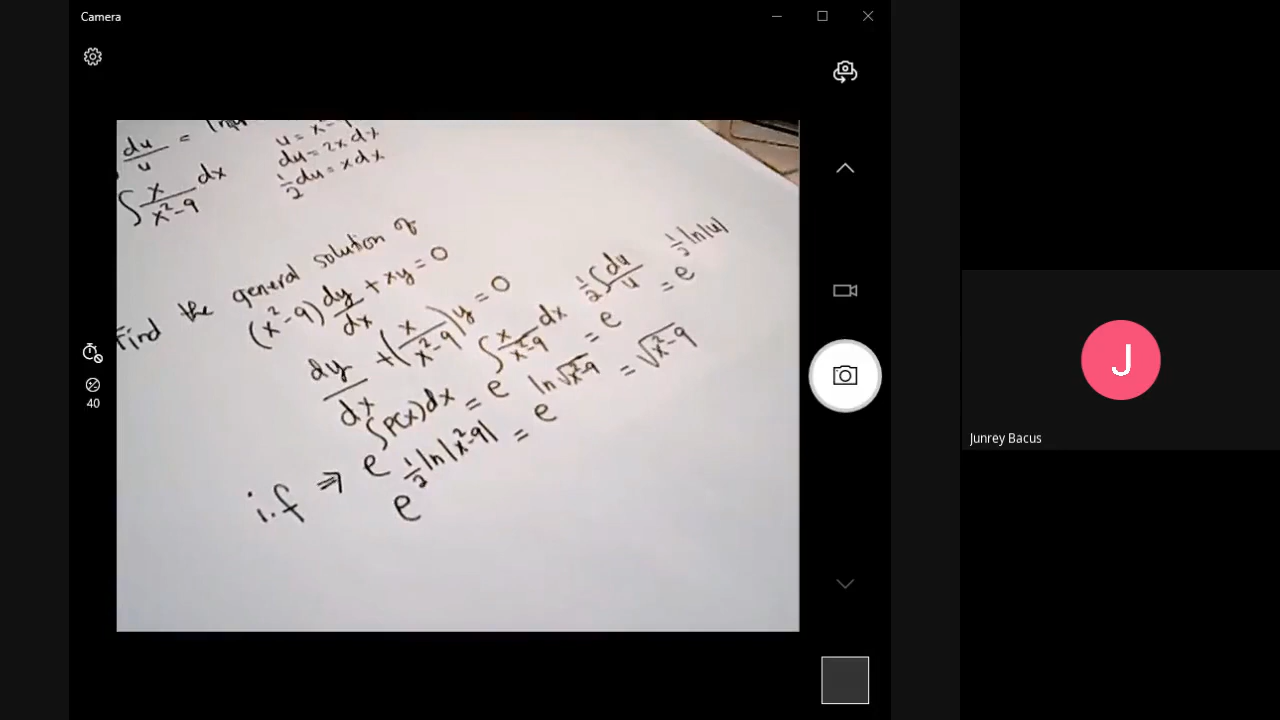 Camera
du/u = ln|u|
u = x²-9
du = 2x dx
∫ x/(x²-9) dx
1/2 du = x dx
Find the general solution of
(x²-9) dy/dx + xy = 0
dy/dx + (x/(x²-9)) y = 0
i.f ⇒ e^∫P(x)dx = e^∫ x/(x²-9) dx = e^(1/2 ∫ du/u) = e^(1/2 ln|u|)
e^(1/2 ln|x²-9|) = e^(ln √(x²-9)) = √(x²-9)
40
J
Junrey Bacus